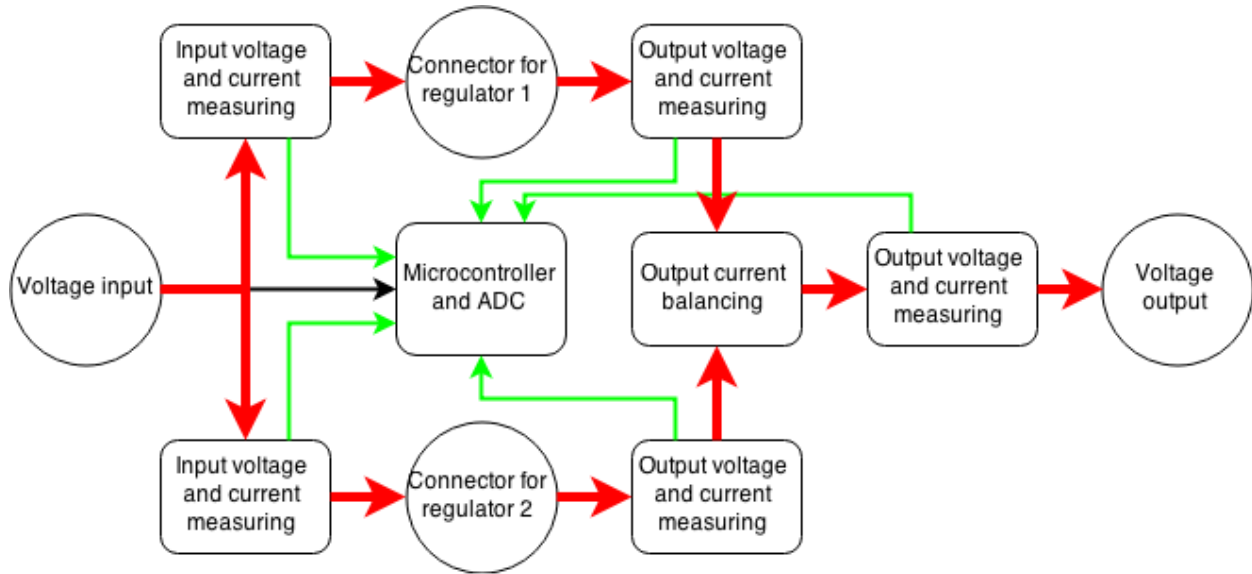 Input voltage
and current
measuring
Connector for
regulator 1
Output voltage
and current
measuring
Voltage input
Microcontroller
and ADC
Output current
balancing
Output voltage
and current
measuring
Voltage
output
Input voltage
and current
measuring
Connector for
regulator 2
Output voltage
and current
measuring